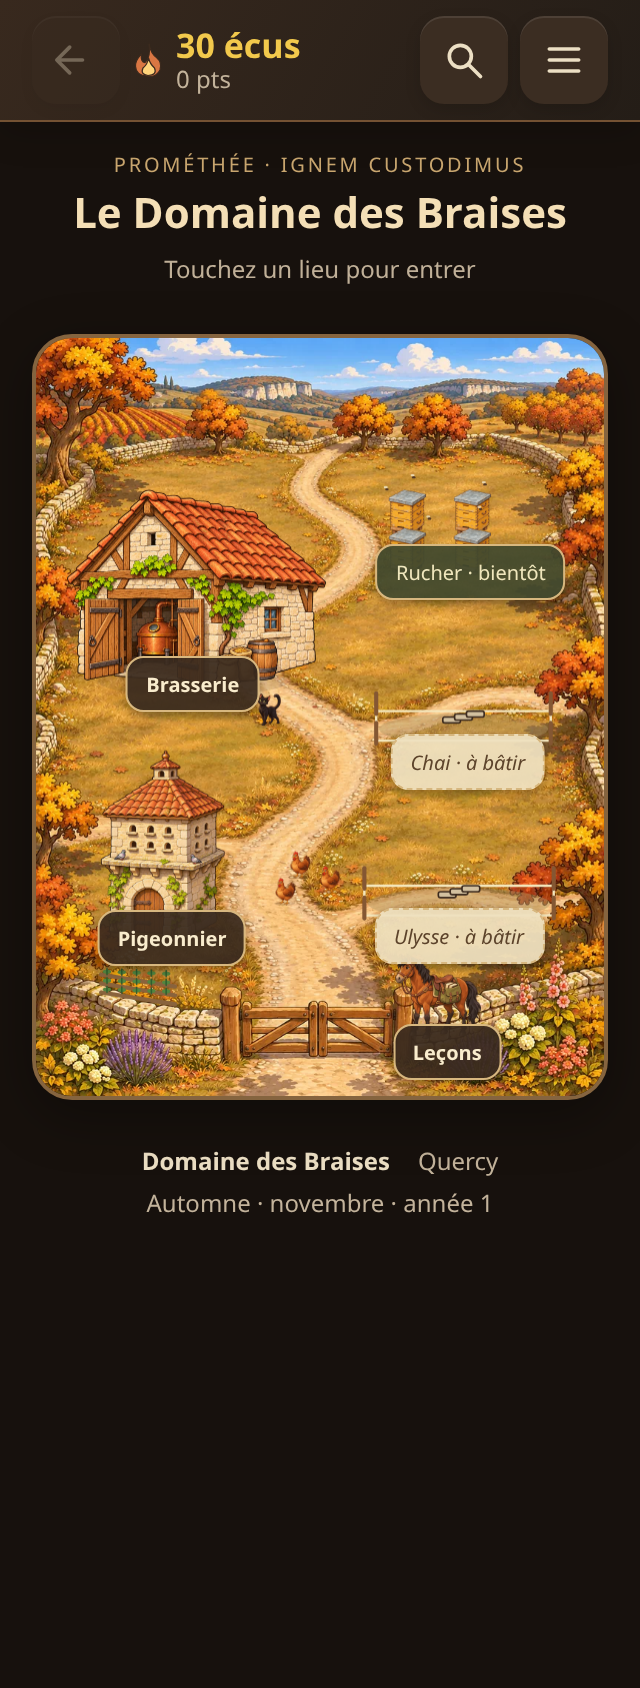 30 écus
0 pts
PROMÉTHÉE · IGNEM CUSTODIMUS
Le Domaine des Braises
Touchez un lieu pour entrer
Rucher · bientôt
Brasserie
Chai · à bâtir
Pigeonnier
Ulysse · à bâtir
Leçons
Domaine des Braises Quercy
Automne · novembre · année 1